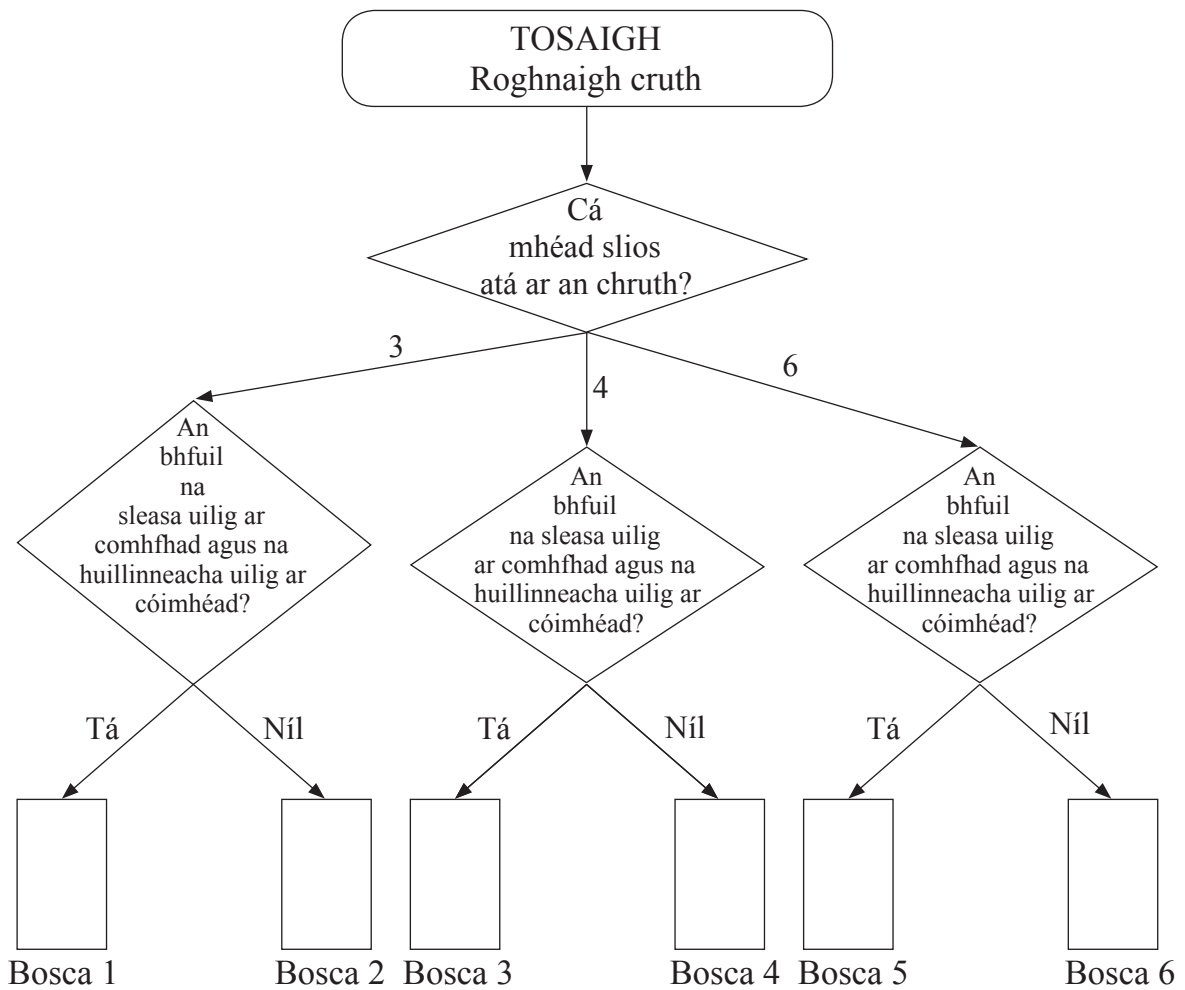 TOSAIGH
Roghnaigh cruth
Cá
mhéad slios
atá ar an chruth?
3
4
6
An
bhfuil
na
sleasa uilig ar
comhfhad agus na
huillinneacha uilig ar
cóimhéad?
An
bhfuil
na sleasa uilig
ar comhfhad agus na
huillinneacha uilig ar
cóimhéad?
An
bhfuil
na sleasa uilig
ar comhfhad agus na
huillinneacha uilig ar
cóimhéad?
Tá
Níl
Tá
Níl
Tá
Níl
Bosca 1
Bosca 2
Bosca 3
Bosca 4
Bosca 5
Bosca 6